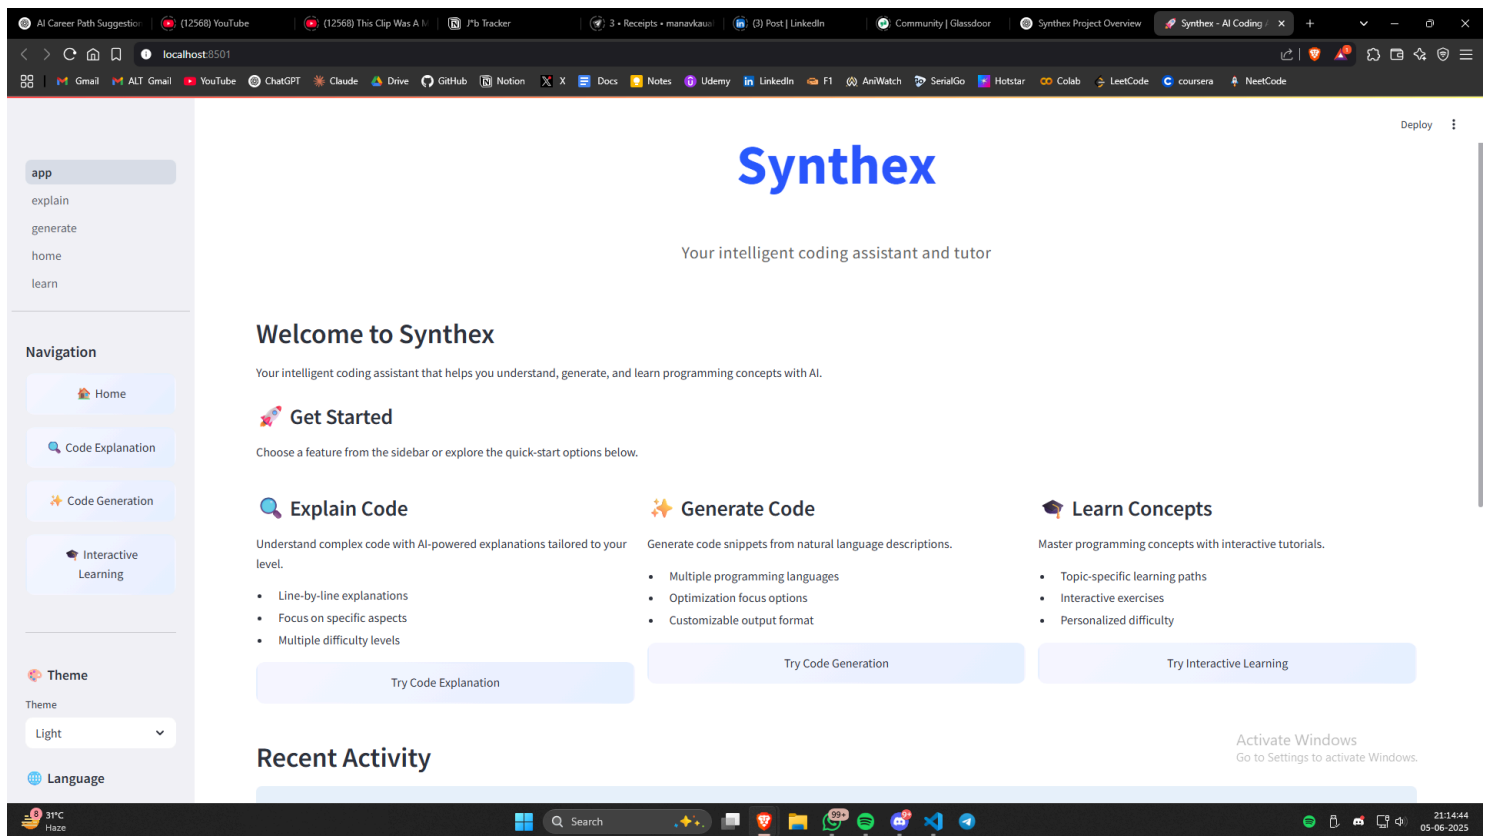 AI Career Path Suggestion
(12568) YouTube
(12568) This Clip Was A M
J*b Tracker
3 • Receipts • manavkaua
(3) Post | LinkedIn
Community | Glassdoor
Synthex Project Overview
Synthex - AI Coding A
localhost:8501
Gmail
ALT Gmail
YouTube
ChatGPT
Claude
Drive
GitHub
Notion
X
Docs
Notes
Udemy
LinkedIn
F1
AniWatch
SerialGo
Hotstar
Colab
LeetCode
coursera
NeetCode
Deploy
app
explain
generate
home
learn
Navigation
Home
Code Explanation
Code Generation
Interactive
Learning
Theme
Theme
Light
Language
Synthex
Your intelligent coding assistant and tutor
Welcome to Synthex
Your intelligent coding assistant that helps you understand, generate, and learn programming concepts with AI.
Get Started
Choose a feature from the sidebar or explore the quick-start options below.
Explain Code
Understand complex code with AI-powered explanations tailored to your
level.
• Line-by-line explanations
• Focus on specific aspects
• Multiple difficulty levels
Try Code Explanation
Generate Code
Generate code snippets from natural language descriptions.
• Multiple programming languages
• Optimization focus options
• Customizable output format
Try Code Generation
Learn Concepts
Master programming concepts with interactive tutorials.
• Topic-specific learning paths
• Interactive exercises
• Personalized difficulty
Try Interactive Learning
Recent Activity
Activate Windows
Go to Settings to activate Windows.
8
31°C
Haze
Search
99+
21:14:44
05-06-2025